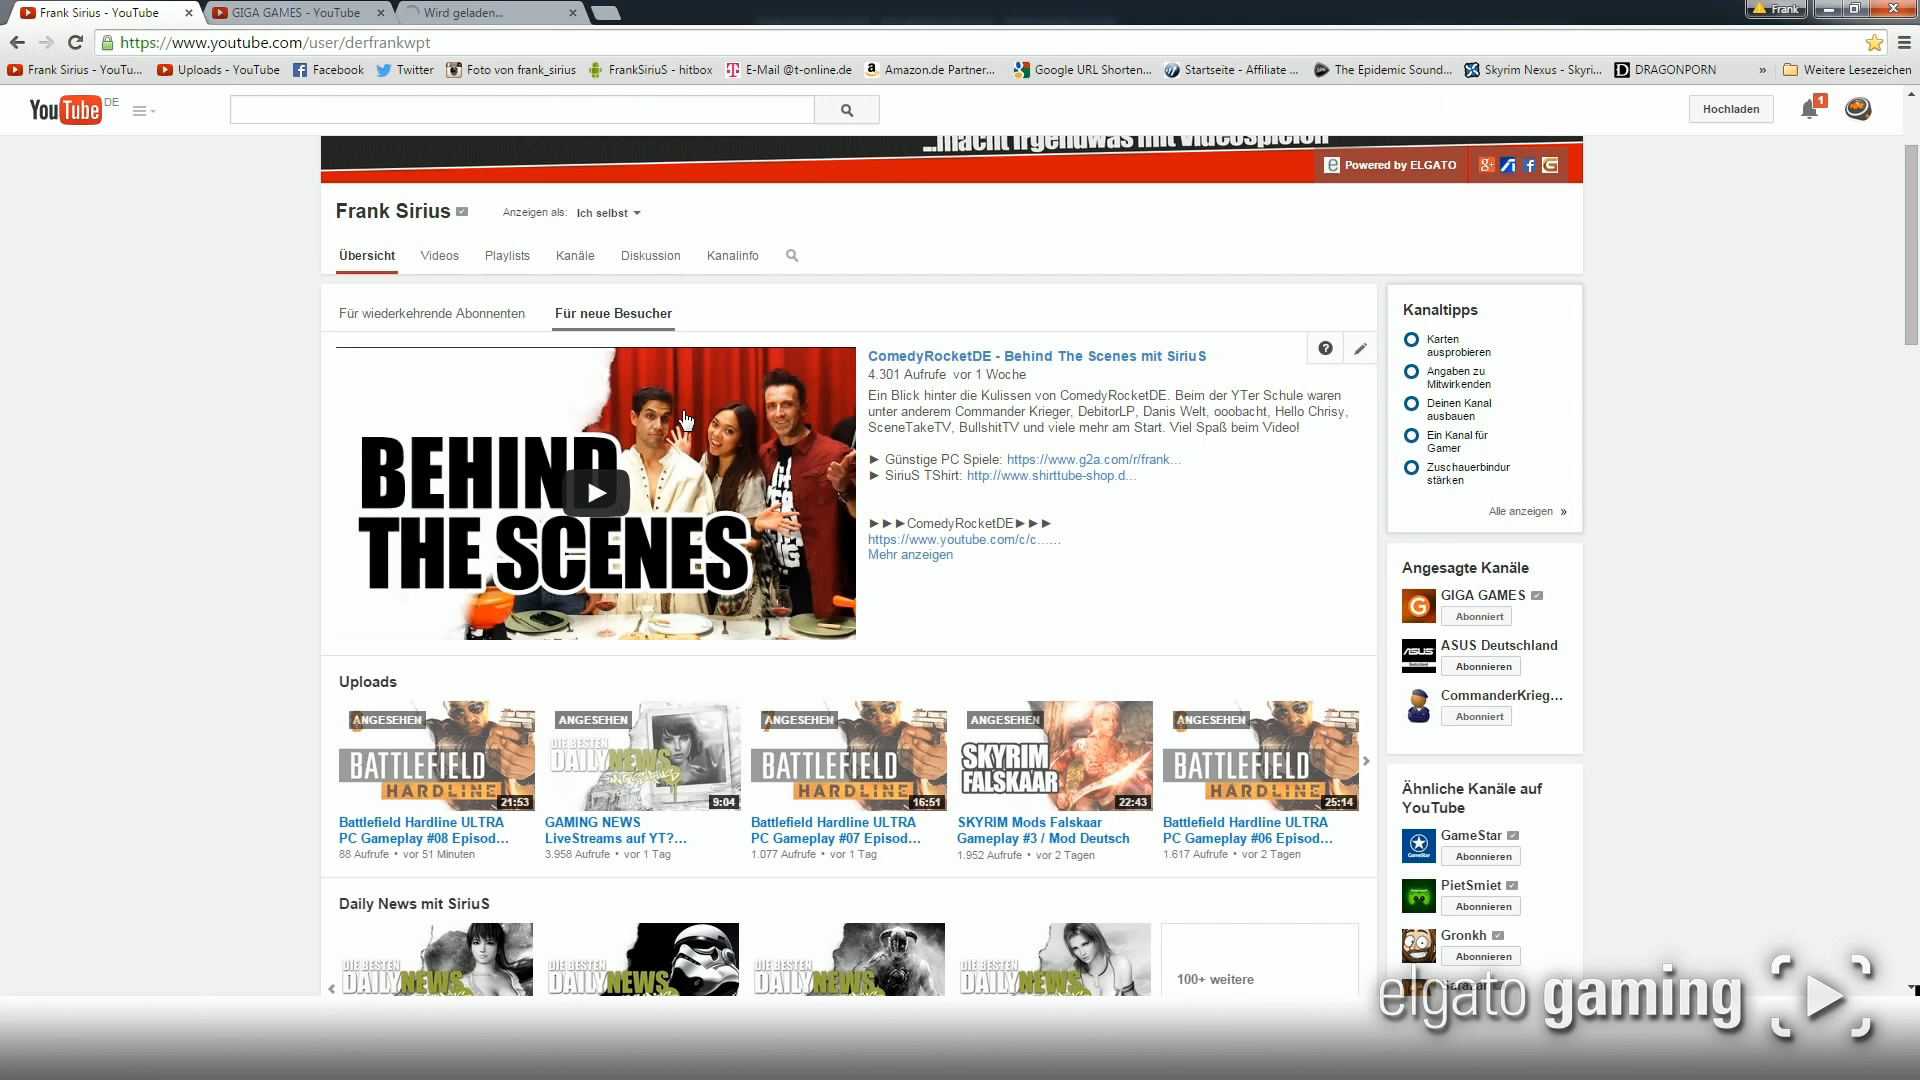 Frank Sirius - YouTube
GIGA GAMES - YouTube
Wird geladen...
Frank
https://www.youtube.com/user/derfrankwpt
Frank Sirius - YouTu...
Uploads - YouTube
Facebook
Twitter
Foto von frank_sirius
FrankSiriuS - hitbox
E-Mail @t-online.de
Amazon.de Partner...
Google URL Shorten...
Startseite - Affiliate ...
The Epidemic Sound...
Skyrim Nexus - Skyri...
DRAGONPORN
»
Weitere Lesezeichen
YouTube DE
Hochladen
1
...macht irgendwas mit Videospielen
Powered by ELGATO
Frank Sirius
Anzeigen als: Ich selbst
Übersicht
Videos
Playlists
Kanäle
Diskussion
Kanalinfo
Für wiederkehrende Abonnenten
Für neue Besucher
BEHIND
THE SCENES
ComedyRocketDE - Behind The Scenes mit SiriuS
4.301 Aufrufe vor 1 Woche
Ein Blick hinter die Kulissen von ComedyRocketDE. Beim der YTer Schule waren
unter anderem Commander Krieger, DebitorLP, Danis Welt, ooobacht, Hello Chrisy,
SceneTakeTV, BullshitTV und viele mehr am Start. Viel Spaß beim Video!
► Günstige PC Spiele: https://www.g2a.com/r/frank...
► SiriuS TShirt: http://www.shirttube-shop.d...
►►►ComedyRocketDE►►►
https://www.youtube.com/c/c......
Mehr anzeigen
Kanaltipps
Karten
ausprobieren
Angaben zu
Mitwirkenden
Deinen Kanal
ausbauen
Ein Kanal für
Gamer
Zuschauerbindur
stärken
Alle anzeigen »
Angesagte Kanäle
GIGA GAMES
Abonniert
ASUS Deutschland
Abonnieren
CommanderKrieg...
Abonniert
Uploads
ANGESEHEN
BATTLEFIELD
HARDLINE
21:53
Battlefield Hardline ULTRA
PC Gameplay #08 Episod...
88 Aufrufe • vor 51 Minuten
ANGESEHEN
DIE BESTEN
DAILY NEWS
MIT SIRIUS
9:04
GAMING NEWS
LiveStreams auf YT?...
3.958 Aufrufe • vor 1 Tag
ANGESEHEN
BATTLEFIELD
HARDLINE
16:51
Battlefield Hardline ULTRA
PC Gameplay #07 Episod...
1.077 Aufrufe • vor 1 Tag
ANGESEHEN
SKYRIM
FALSKAAR
22:43
SKYRIM Mods Falskaar
Gameplay #3 / Mod Deutsch
1.952 Aufrufe • vor 2 Tagen
ANGESEHEN
BATTLEFIELD
HARDLINE
25:14
Battlefield Hardline ULTRA
PC Gameplay #06 Episod...
1.617 Aufrufe • vor 2 Tagen
Ähnliche Kanäle auf
YouTube
GameStar
Abonnieren
PietSmiet
Abonnieren
Gronkh
Abonnieren
Sarazar
Daily News mit SiriuS
DIE BESTEN
DAILY NEWS
DIE BESTEN
DAILY NEWS
DIE BESTEN
DAILY NEWS
DIE BESTEN
DAILY NEWS
100+ weitere
elgato gaming